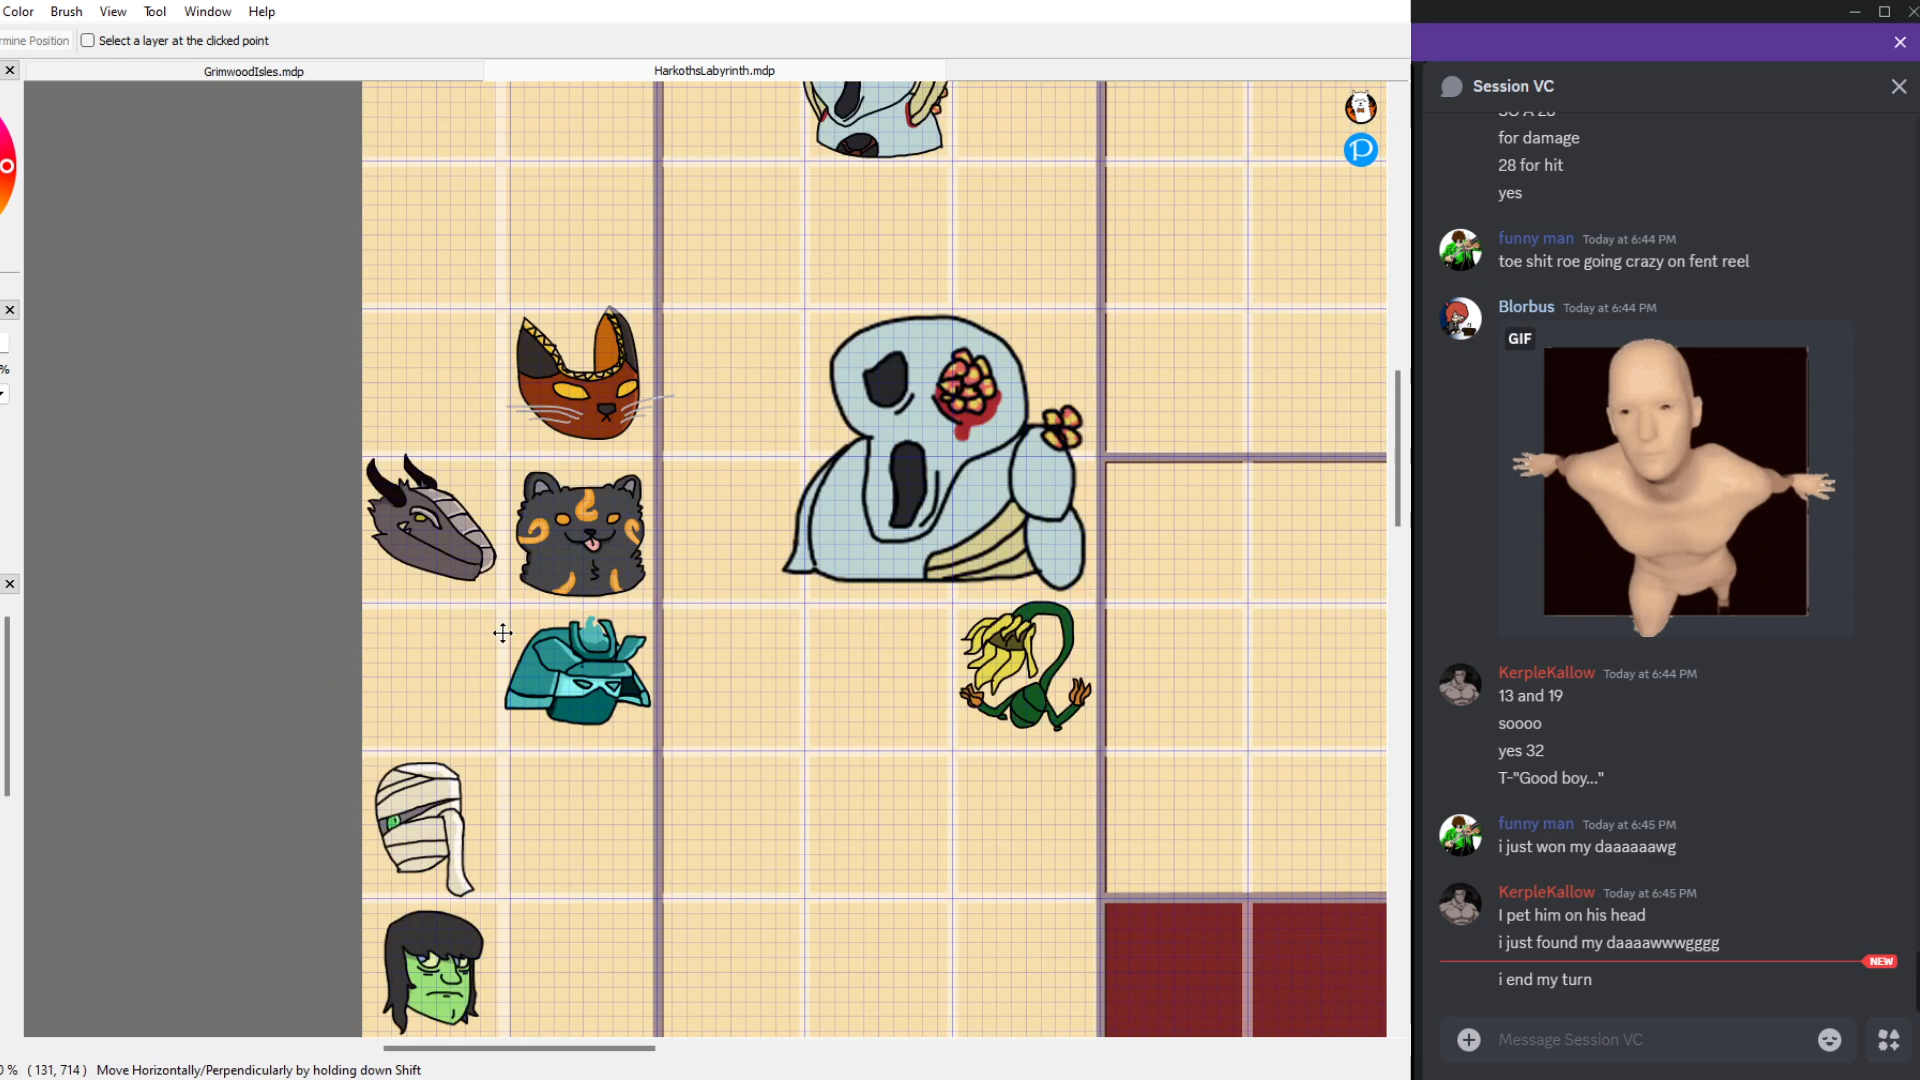 Color Brush View Tool Window Help
Select a layer at the clicked point
GrimwoodIsles.mdp HarkothsLabyrinth.mdp
%
( 131, 714 ) Move Horizontally/Perpendicularly by holding down Shift
Session VC
for damage
28 for hit
yes
funny man Today at 6:44 PM
toe shit roe going crazy on fent reel
Blorbus Today at 6:44 PM
GIF
KerpleKallow Today at 6:44 PM
13 and 19
soooo
yes 32
T-"Good boy..."
funny man Today at 6:45 PM
i just won my daaaaaawg
KerpleKallow Today at 6:45 PM
I pet him on his head
i just found my daaaawwwgggg
NEW
i end my turn
Message Session VC